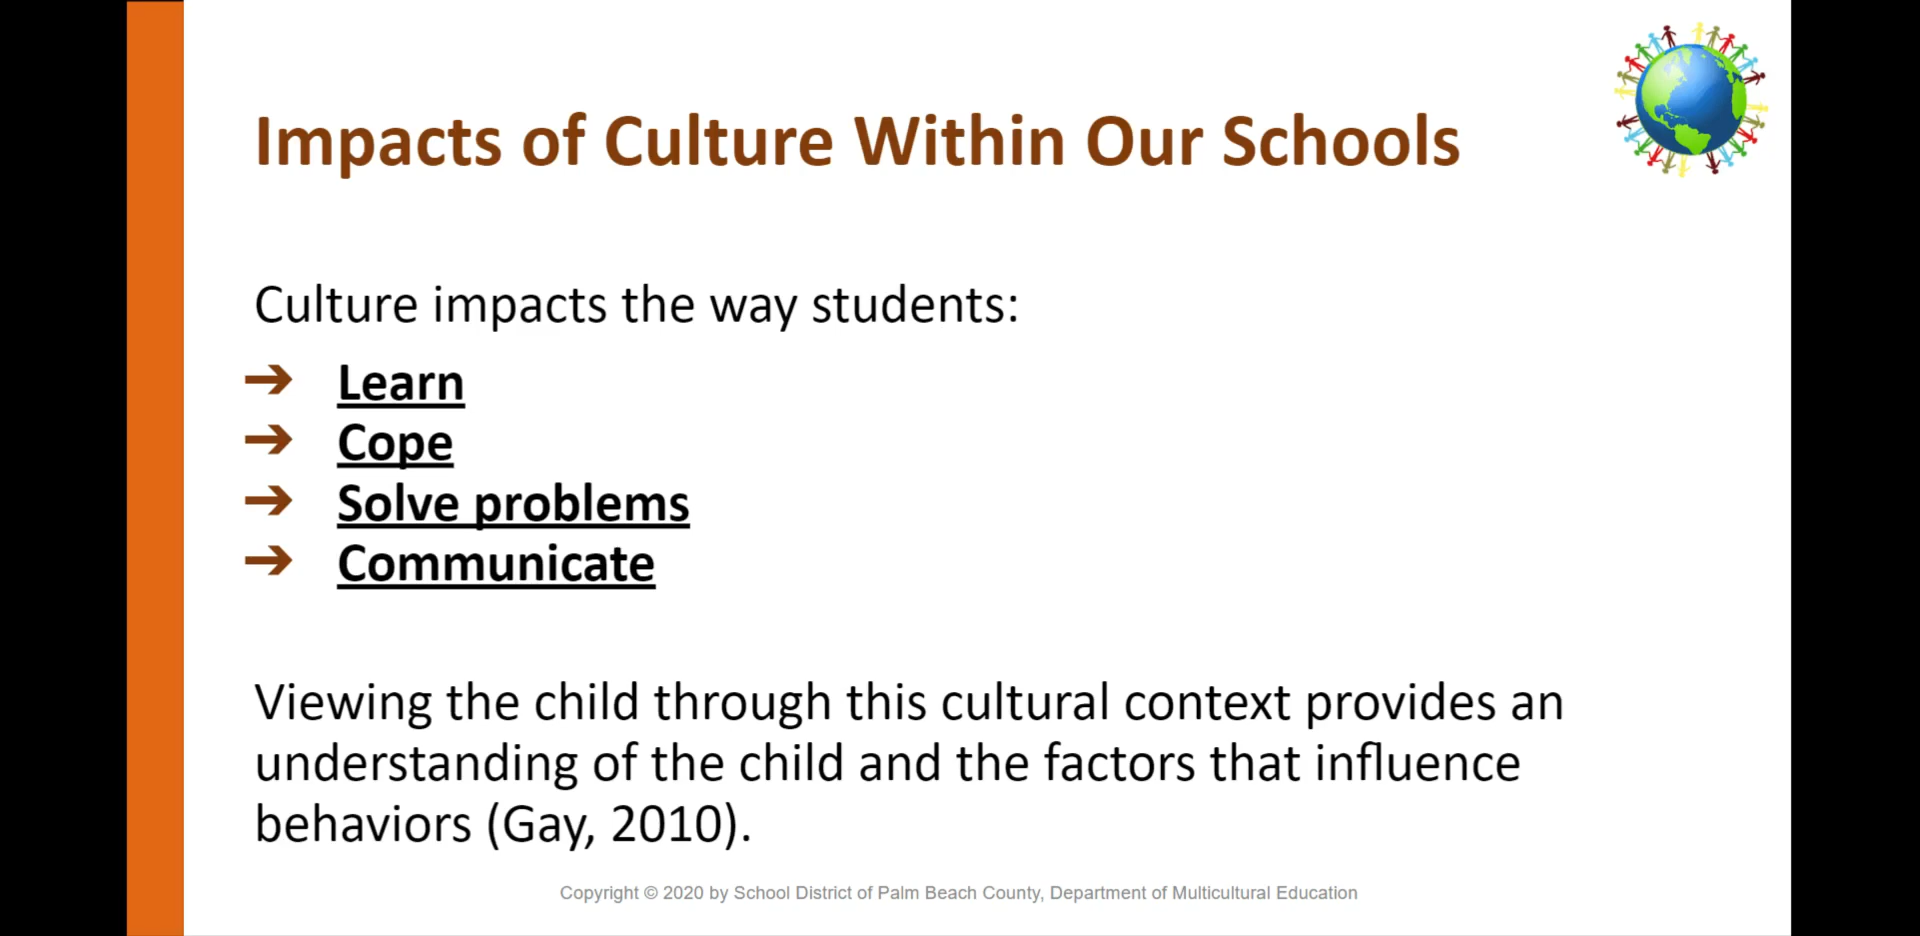 Impacts of Culture Within Our Schools
Culture impacts the way students:
➔ Learn
➔ Cope
➔ Solve problems
➔ Communicate
Viewing the child through this cultural context provides an
understanding of the child and the factors that influence
behaviors (Gay, 2010).
Copyright © 2020 by School District of Palm Beach County, Department of Multicultural Education